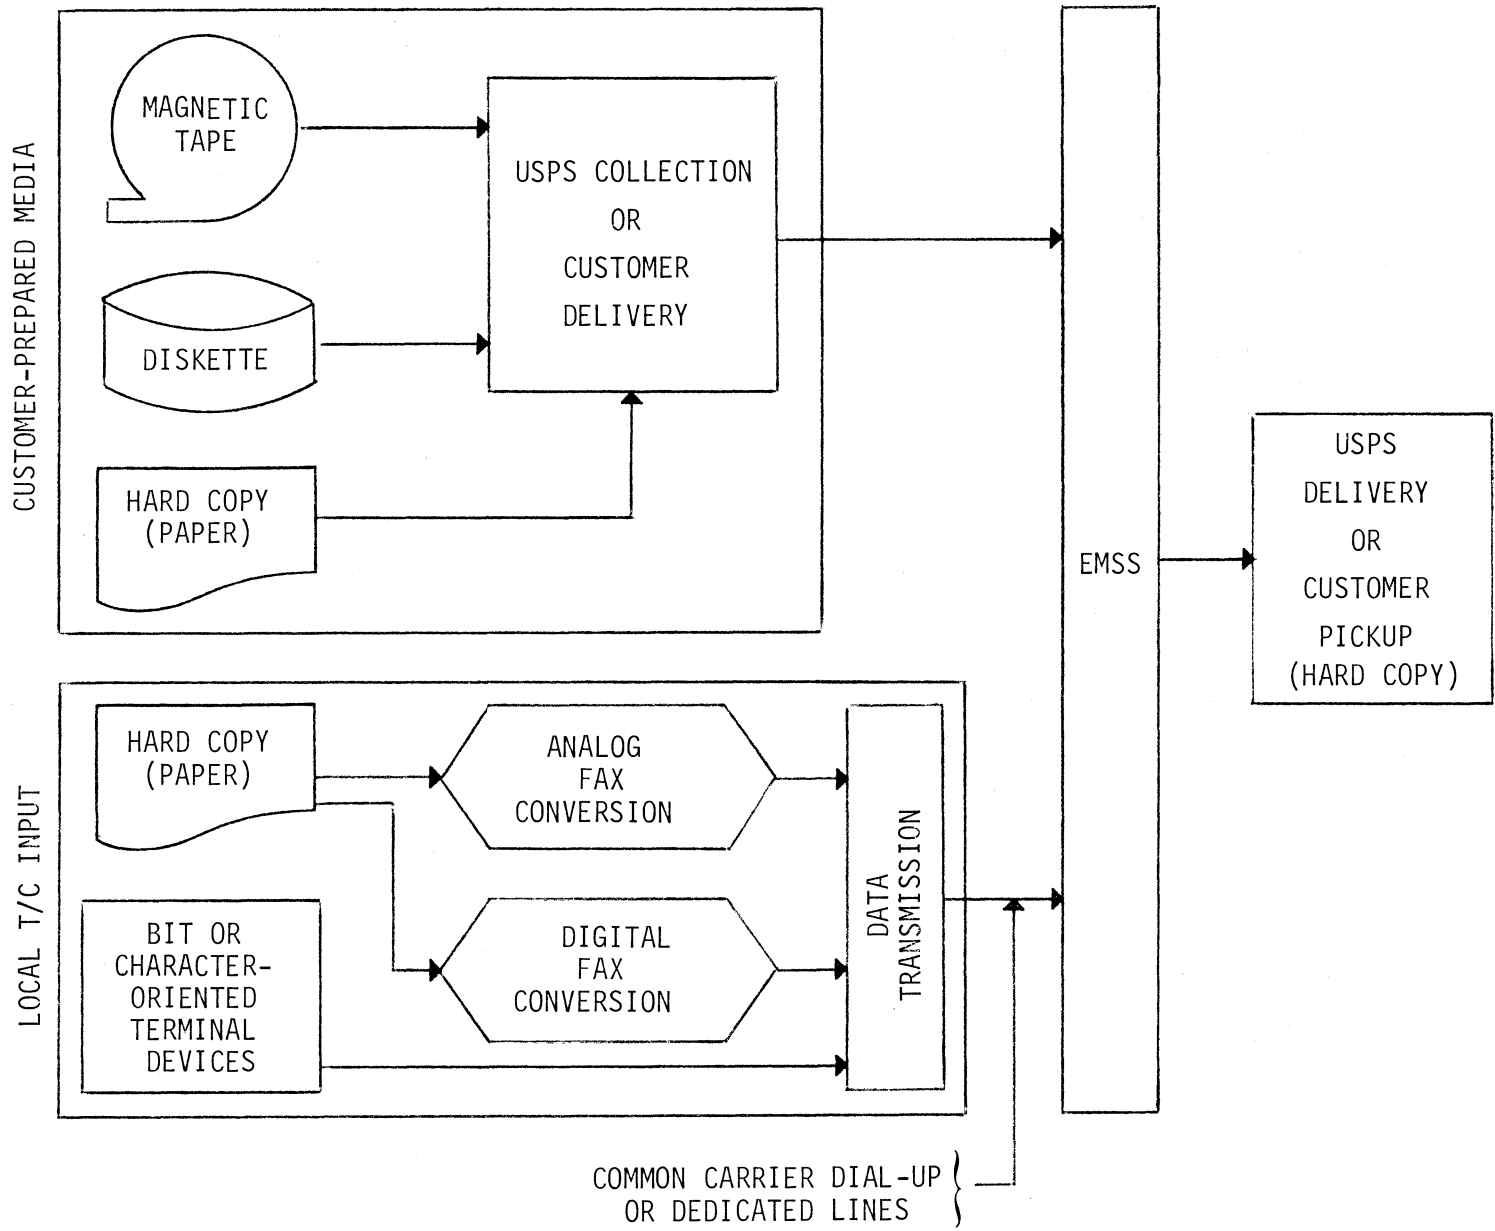 CUSTOMER-PREPARED MEDIA
MAGNETIC
TAPE
DISKETTE
HARD COPY
(PAPER)
USPS COLLECTION
OR
CUSTOMER
DELIVERY
LOCAL T/C INPUT
HARD COPY
(PAPER)
BIT OR
CHARACTER-
ORIENTED
TERMINAL
DEVICES
ANALOG
FAX
CONVERSION
DIGITAL
FAX
CONVERSION
DATA
TRANSMISSION
COMMON CARRIER DIAL-UP
OR DEDICATED LINES
EMSS
USPS
DELIVERY
OR
CUSTOMER
PICKUP
(HARD COPY)